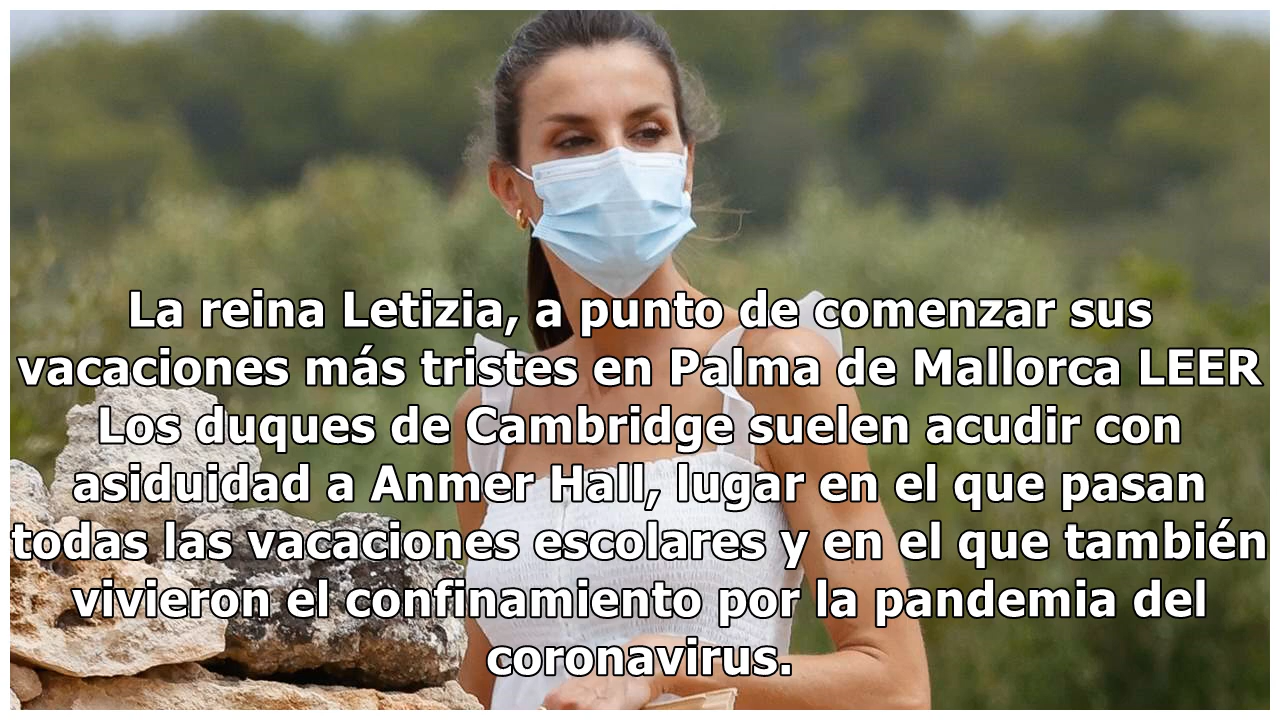 La reina Letizia, a punto de comenzar sus
vacaciones más tristes en Palma de Mallorca LEER
Los duques de Cambridge suelen acudir con
asiduidad a Anmer Hall, lugar en el que pasan
todas las vacaciones escolares y en el que también
vivieron el confinamiento por la pandemia del
coronavirus.